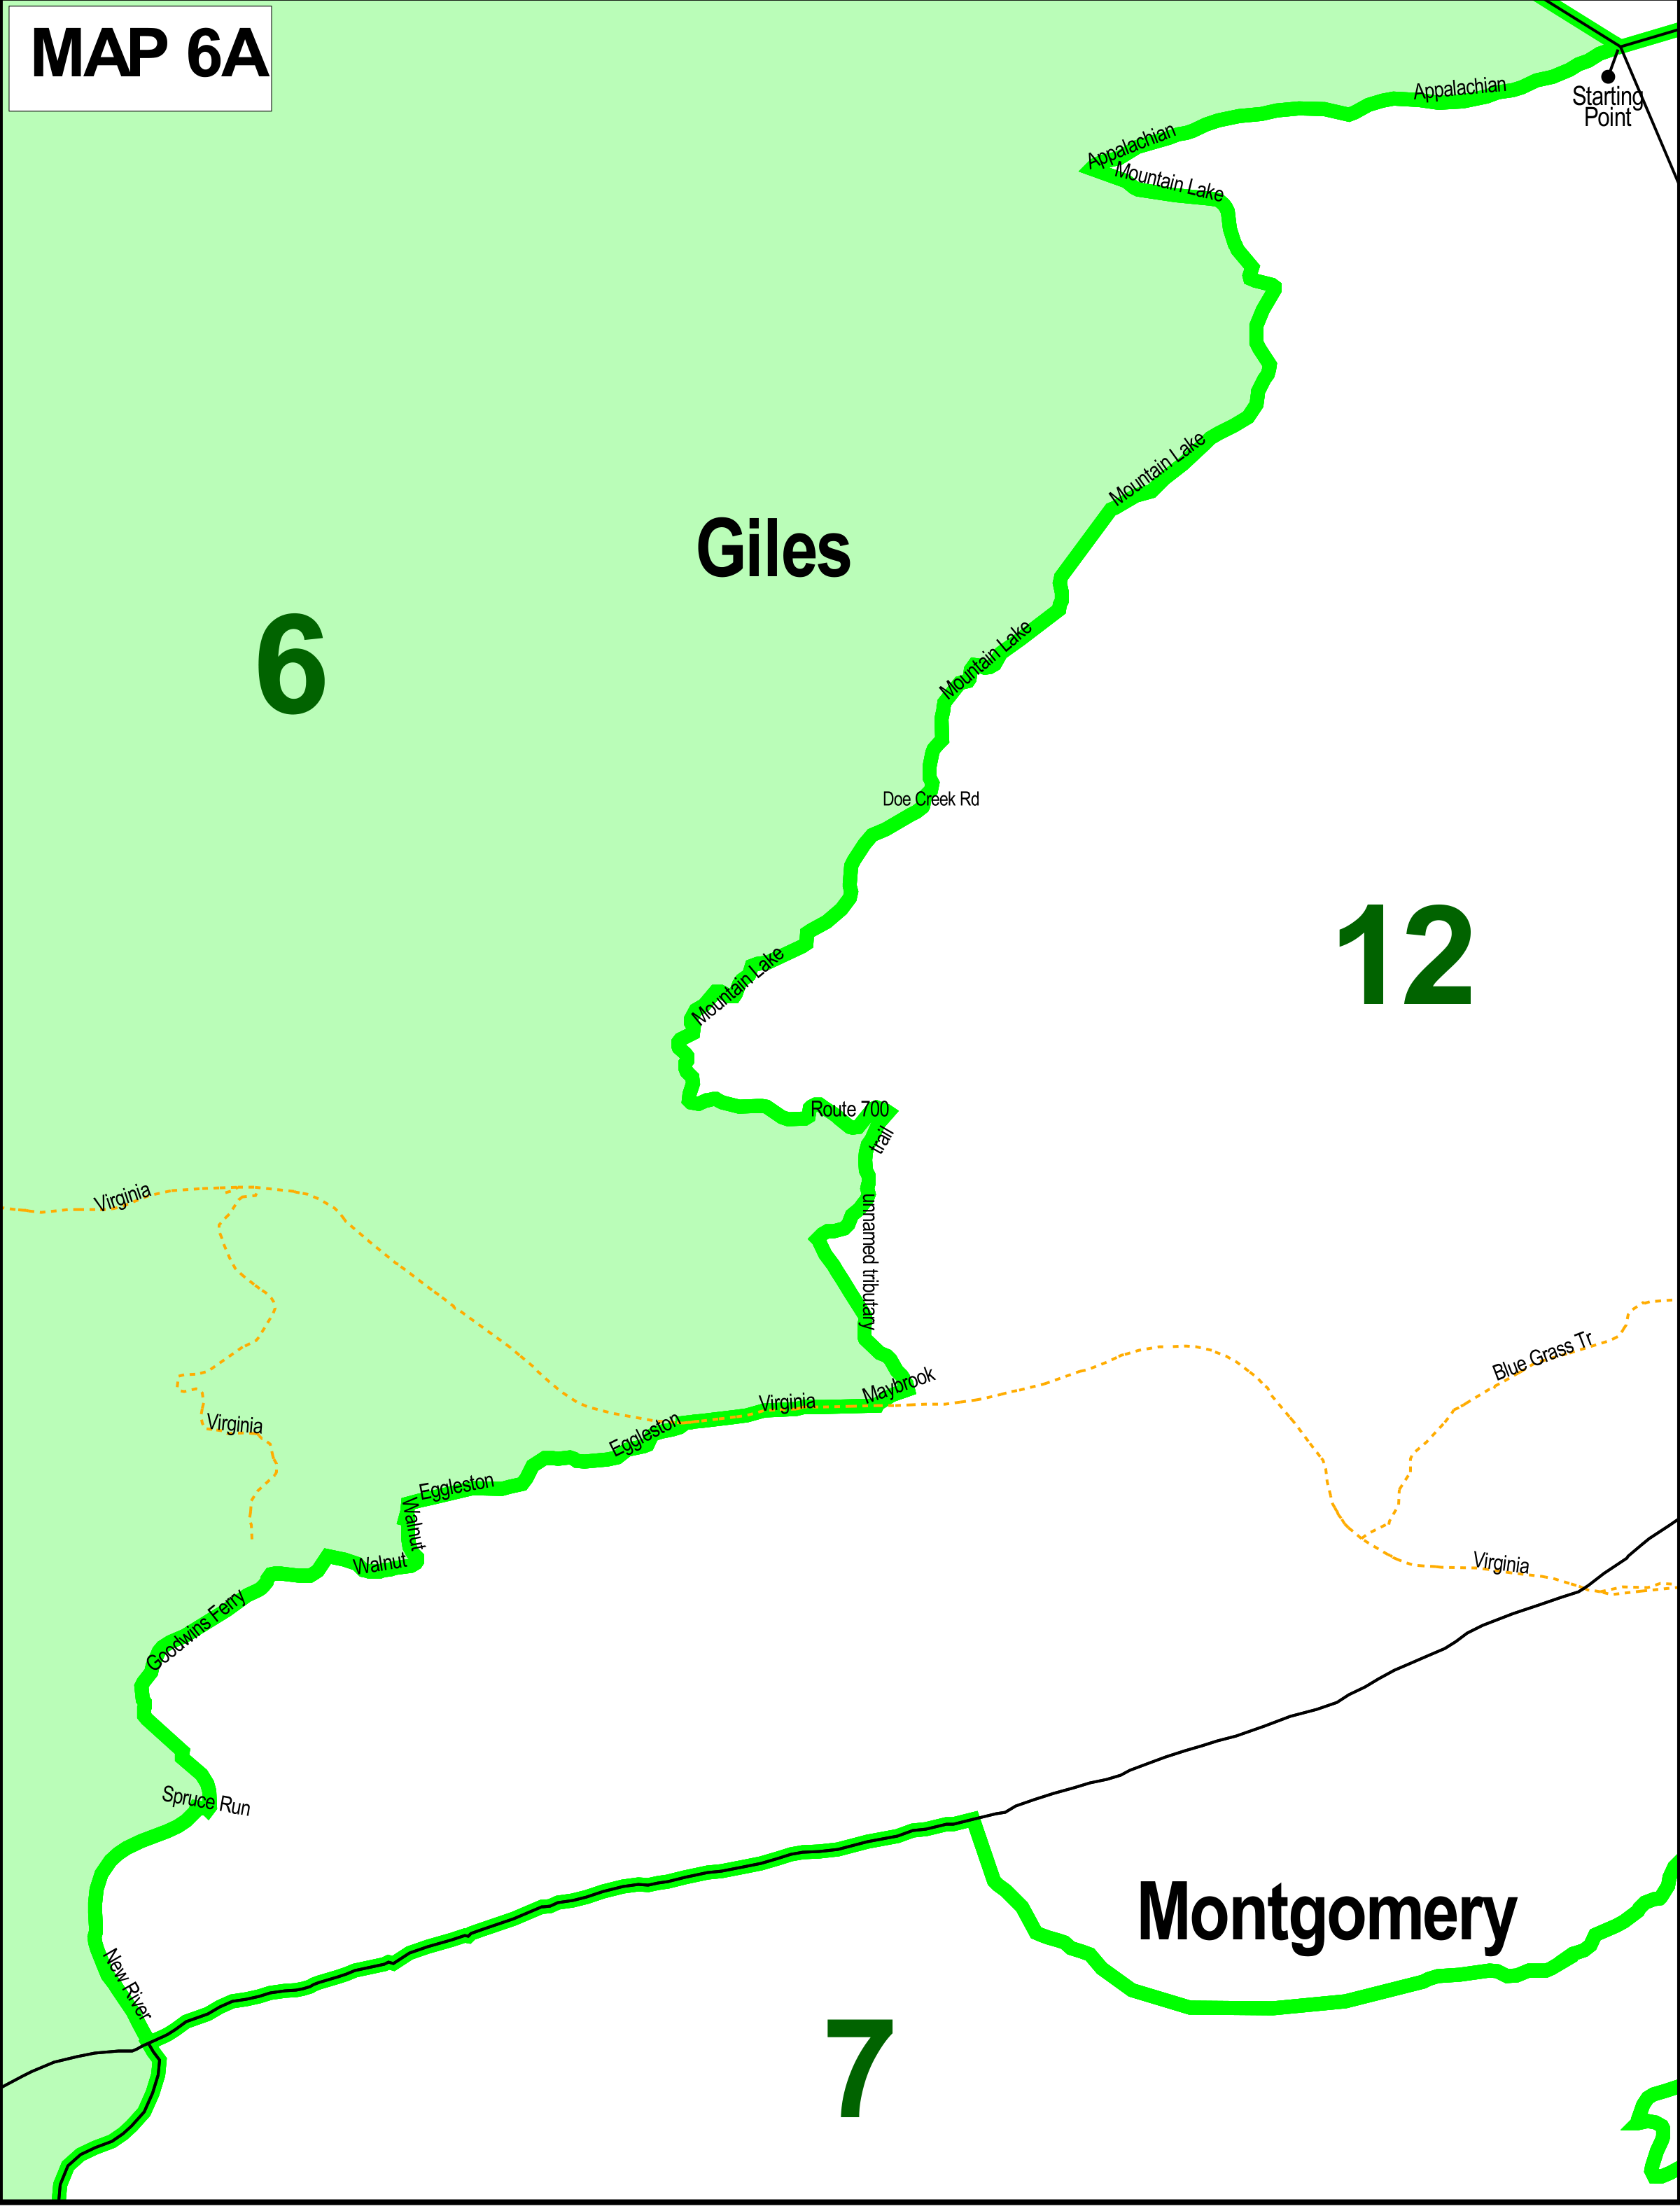 MAP 6A
Appalachian
Starting
Point
Appalachian
Mountain Lake
Mountain Lake
Giles
6
Mountain Lake
Doe Creek Rd
12
Mountain Lake
Route 700
trail
Virginia
unnamed tributary
Blue Grass Tr
Maybrook
Virginia
Virginia
Eggleston
Eggleston
Walnut
Walnut
Virginia
Goodwins Ferry
Spruce Run
Montgomery
New River
7